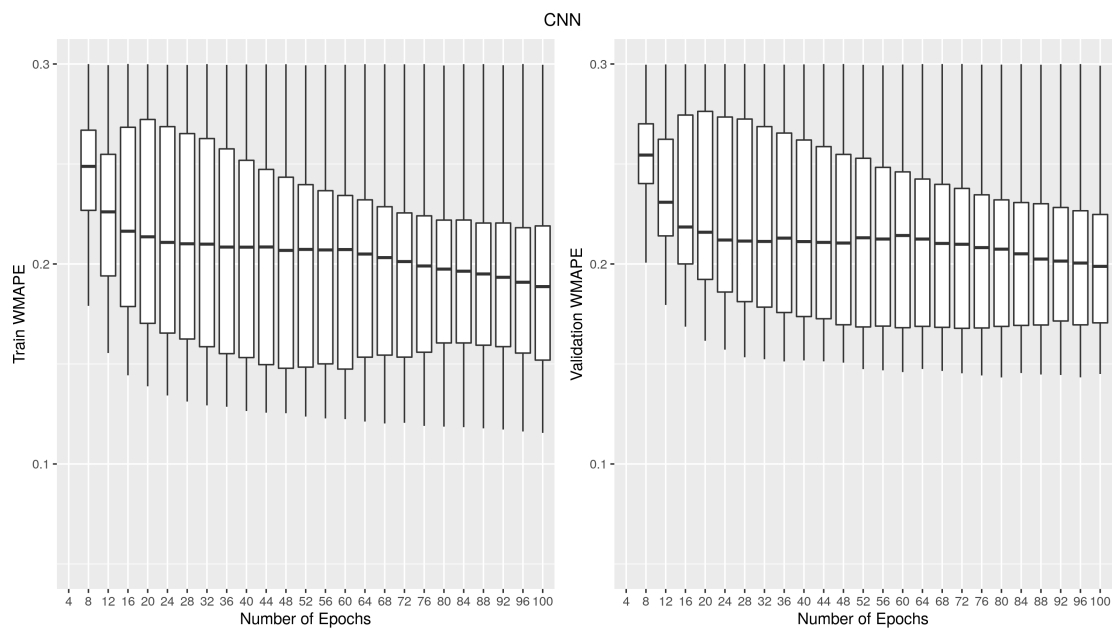 CNN
Train WMAPE
0.3
0.2
0.1
4 8 12 16 20 24 28 32 36 40 44 48 52 56 60 64 68 72 76 80 84 88 92 96 100
Number of Epochs
Validation WMAPE
0.3
0.2
0.1
4 8 12 16 20 24 28 32 36 40 44 48 52 56 60 64 68 72 76 80 84 88 92 96 100
Number of Epochs